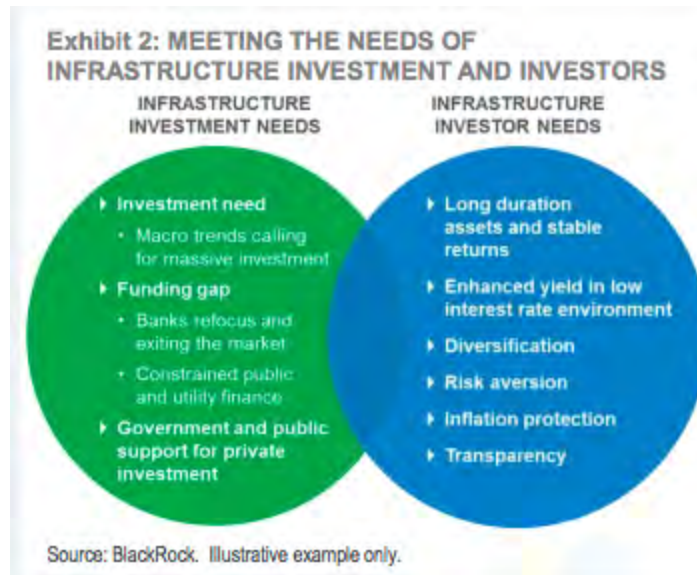 Exhibit 2: MEETING THE NEEDS OF
INFRASTRUCTURE INVESTMENT AND INVESTORS
INFRASTRUCTURE
INVESTMENT NEEDS
Investment need
Macro trends calling
for massive investment
Funding gap
Banks refocus and
exiting the market
Constrained public
and utility finance
Government and public
support for private
investment
INFRASTRUCTURE
INVESTOR NEEDS
Long duration
assets and stable
returns
Enhanced yield in low
interest rate environment
Diversification
Risk aversion
Inflation protection
Transparency
Source: BlackRock. Illustrative example only.